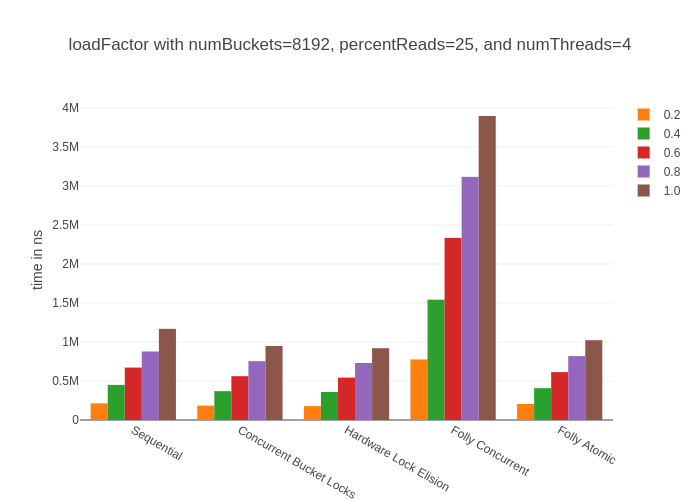 loadFactor with numBuckets=8192, percentReads=25, and numThreads=4
4M
3.5M
3M
2.5M
2M
1.5M
1M
0.5M
0
time in ns
Sequential
Concurrent Bucket Locks
Hardware Lock Elision
Folly Concurrent
Folly Atomic
0.2
0.4
0.6
0.8
1.0